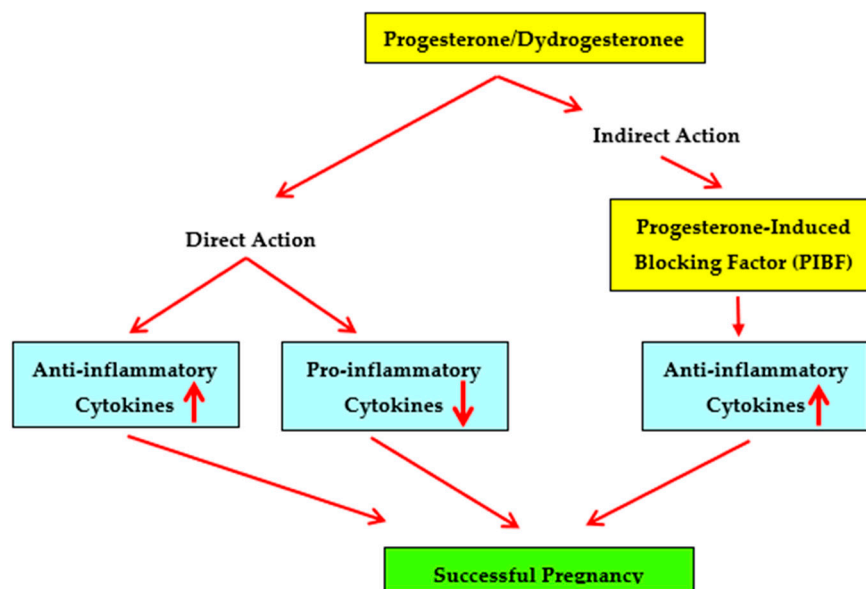 Progesterone/Dydrogesteronee
Indirect Action
Direct Action
Progesterone-Induced
Blocking Factor (PIBF)
Anti-inflammatory
Cytokines
Pro-inflammatory
Cytokines
Anti-inflammatory
Cytokines
Successful Pregnancy